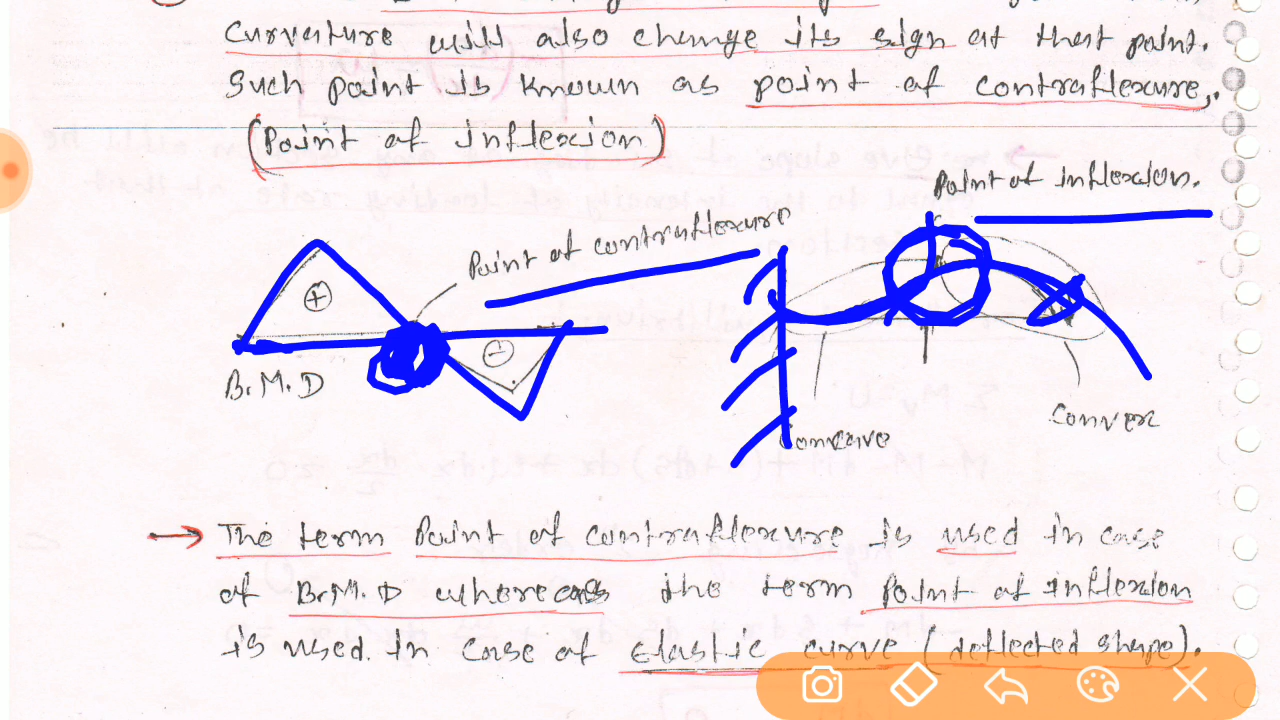 Curvature will also change its sign at that point.
Such point is known as point of contraflexure,.
(Point of inflexion)
Point of inflexion.
Point of contraflexure
+
-
B.M.D
Concave
Convex
→ The term Point of contraflexure is used in case
of B.M.D whereas the term Point of inflexion
is used in case of Elastic curve (deflected shape).